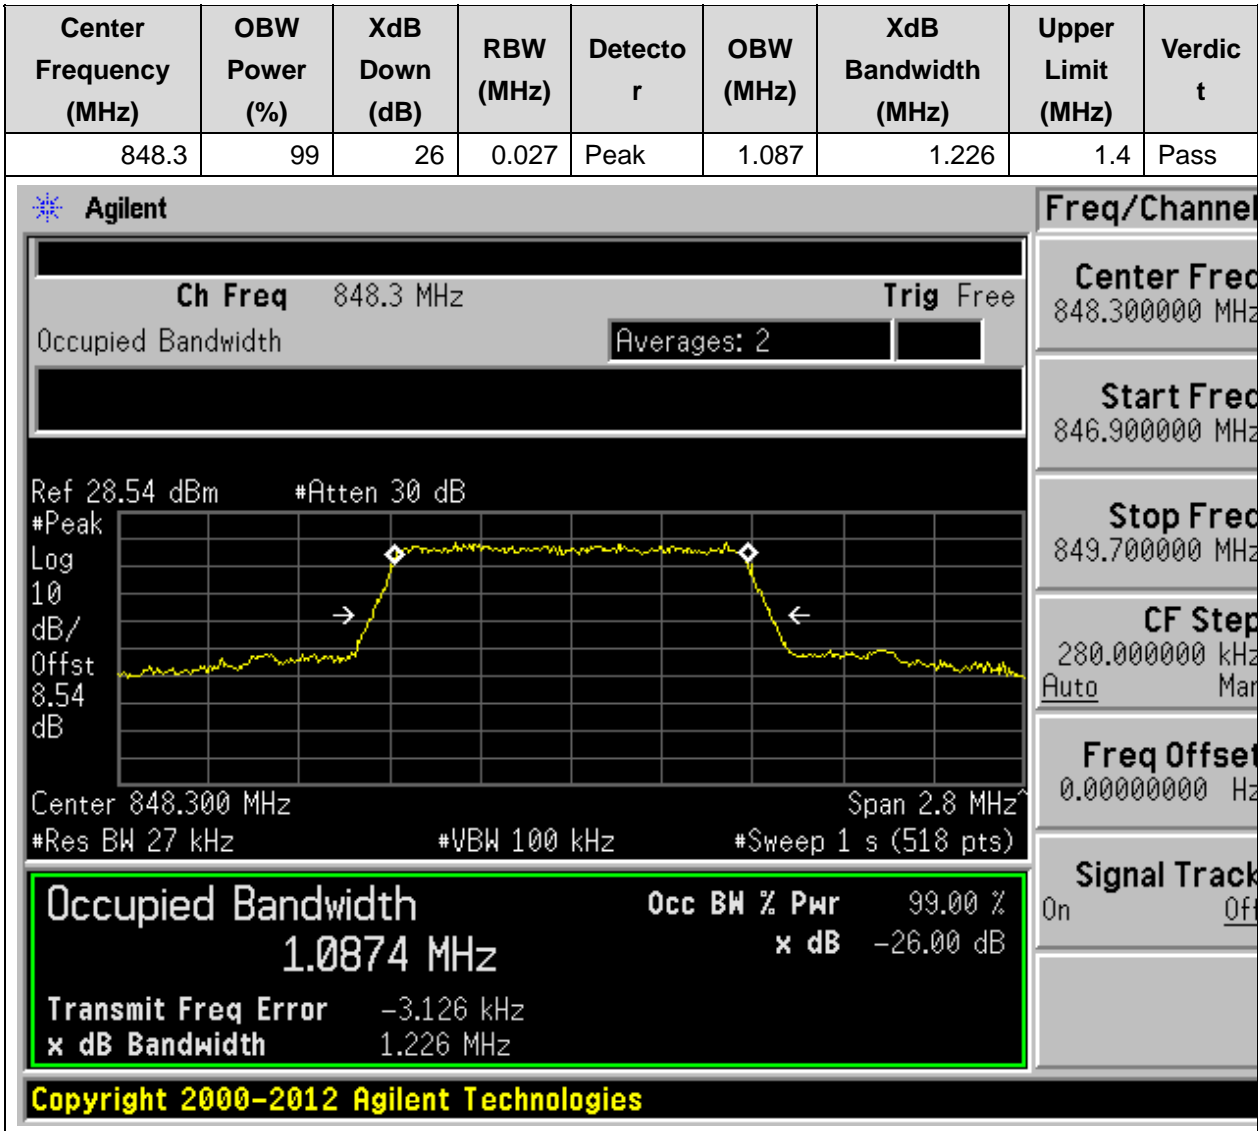 Center Frequency (MHz) OBW Power (%) XdB Down (dB) RBW (MHz) Detecto r OBW (MHz) XdB Bandwidth (MHz) Upper Limit (MHz) Verdic t
848.3 99 26 0.027 Peak 1.087 1.226 1.4 Pass
Agilent
Freq/Channel
Ch Freq 848.3 MHz Trig Free
Occupied Bandwidth Averages: 2
Center Freq
848.300000 MHz
Start Freq
846.900000 MHz
Stop Freq
849.700000 MHz
CF Step
280.000000 kHz
Auto Man
Freq Offset
0.00000000 Hz
Signal Track
On Off
Ref 28.54 dBm #Atten 30 dB
#Peak
Log
10
dB/
Offst
8.54
dB
Center 848.300 MHz Span 2.8 MHz^
#Res BW 27 kHz #VBW 100 kHz #Sweep 1 s (518 pts)
Occupied Bandwidth Occ BW % Pwr 99.00 %
1.0874 MHz x dB -26.00 dB
Transmit Freq Error -3.126 kHz
x dB Bandwidth 1.226 MHz
Copyright 2000-2012 Agilent Technologies